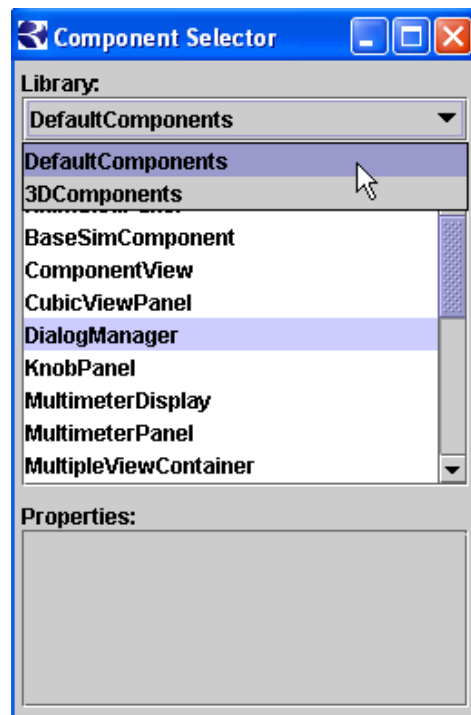 Component Selector
Library:
DefaultComponents
DefaultComponents
3DComponents
BaseSimComponent
ComponentView
CubicViewPanel
DialogManager
KnobPanel
MultimeterDisplay
MultimeterPanel
MultipleViewContainer
Properties: